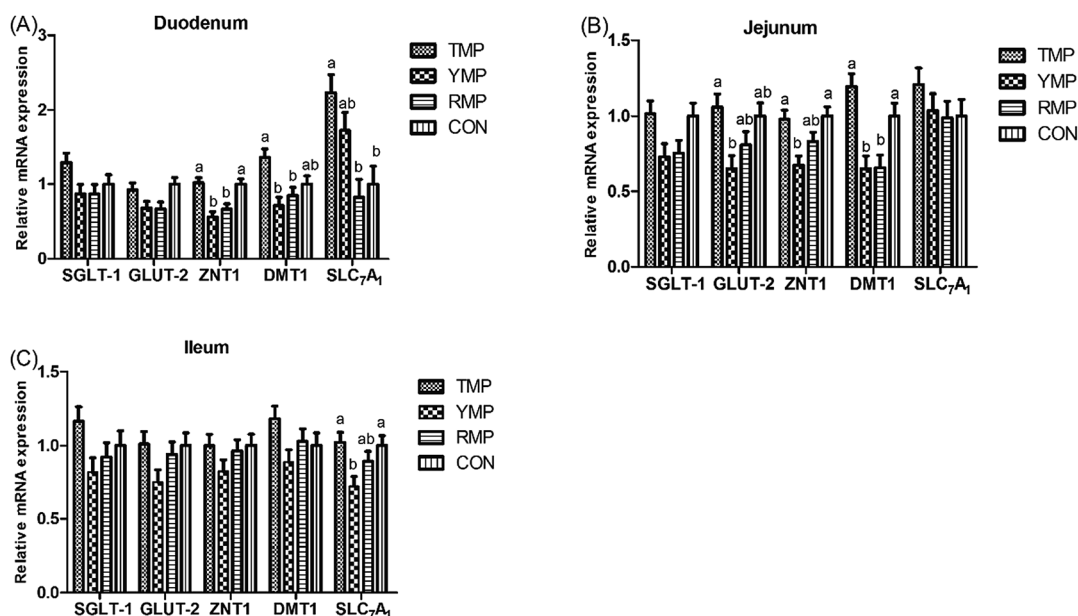 (A)
Duodenum
Relative mRNA expression
3
2
1
0
a
b
b
a
a
b
b
ab
a
ab
b
b
SGLT-1 GLUT-2 ZNT1 DMT1 SLC₇A₁
TMP
YMP
RMP
CON
(B)
Jejunum
Relative mRNA expression
1.5
1.0
0.5
0.0
a
b
ab
ab
a
b
ab
a
a
b
b
a
SGLT-1 GLUT-2 ZNT1 DMT1 SLC₇A₁
TMP
YMP
RMP
CON
(C)
Ileum
Relative mRNA expression
1.5
1.0
0.5
0.0
a
b
ab
a
SGLT-1 GLUT-2 ZNT1 DMT1 SLC₇A₁
TMP
YMP
RMP
CON